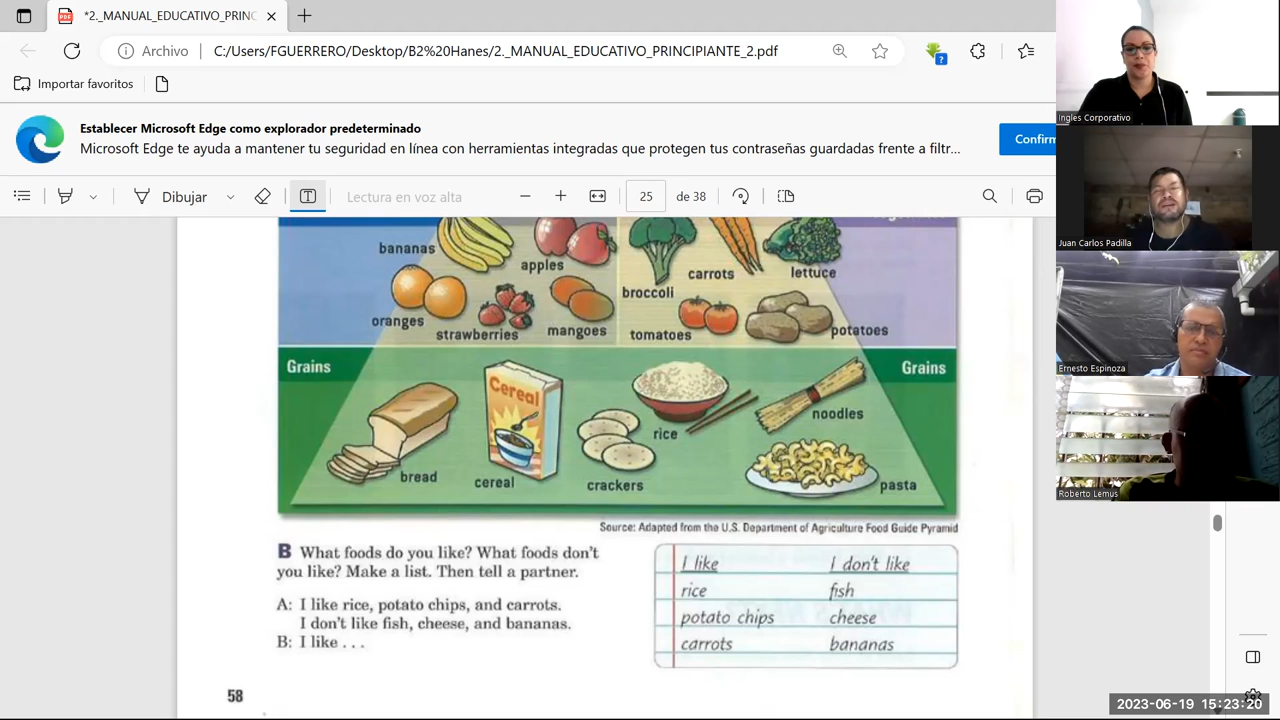 *2._MANUAL_EDUCATIVO_PRINC
Archivo
C:/Users/FGUERRERO/Desktop/B2%20Hanes/2._MANUAL_EDUCATIVO_PRINCIPIANTE_2.pdf
Importar favoritos
Establecer Microsoft Edge como explorador predeterminado
Microsoft Edge te ayuda a mantener tu seguridad en línea con herramientas integradas que protegen tus contraseñas guardadas frente a filtr...
Confirm
Dibujar
Lectura en voz alta
25 de 38
bananas
apples
carrots
lettuce
broccoli
oranges
strawberries
mangoes
tomatoes
potatoes
Grains
Grains
Cereal
noodles
rice
bread
cereal
crackers
pasta
Source: Adapted from the U.S. Department of Agriculture Food Guide Pyramid
B What foods do you like? What foods don't
you like? Make a list. Then tell a partner.
A: I like rice, potato chips, and carrots.
I don't like fish, cheese, and bananas.
B: I like . . .
I like I don't like
rice fish
potato chips cheese
carrots bananas
58
Ingles Corporativo
Juan Carlos Padilla
Ernesto Espinoza
Roberto Lemus
2023-06-19 15:23:20